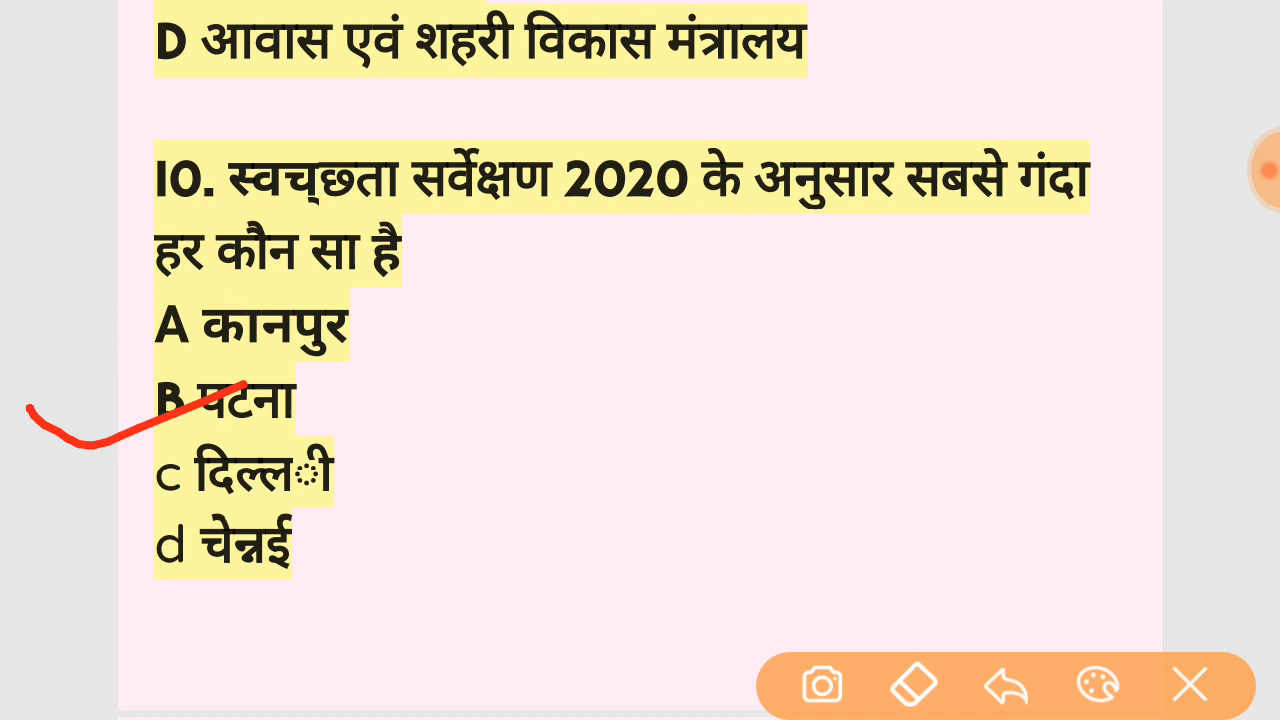 D आवास एवं शहरी विकास मंत्रालय
10. स्वच्छता सर्वेक्षण 2020 के अनुसार सबसे गंदा
हर कौन सा है
A कानपुर
B पटना
c दिल्ल◌ी
d चेन्नई